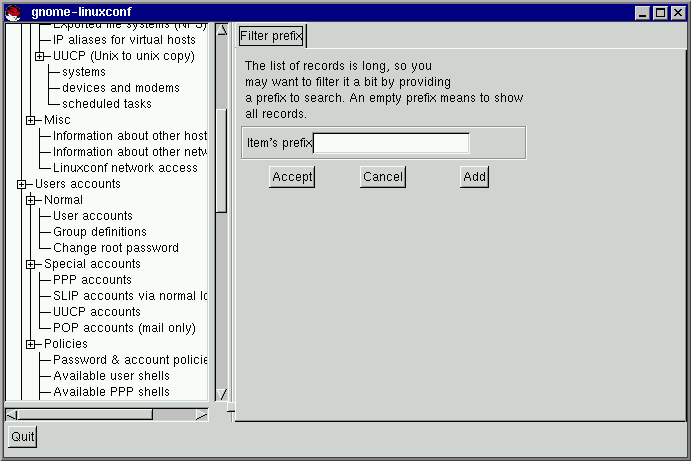 gnome-linuxconf
Exported file systems (NFS)
IP aliases for virtual hosts
UUCP (Unix to unix copy)
systems
devices and modems
scheduled tasks
Misc
Information about other host
Information about other netw
Linuxconf network access
Users accounts
Normal
User accounts
Group definitions
Change root password
Special accounts
PPP accounts
SLIP accounts via normal lo
UUCP accounts
POP accounts (mail only)
Policies
Password & account policie
Available user shells
Available PPP shells
Filter prefix
The list of records is long, so you
may want to filter it a bit by providing
a prefix to search. An empty prefix means to show
all records.
Item's prefix
Accept Cancel Add
Quit